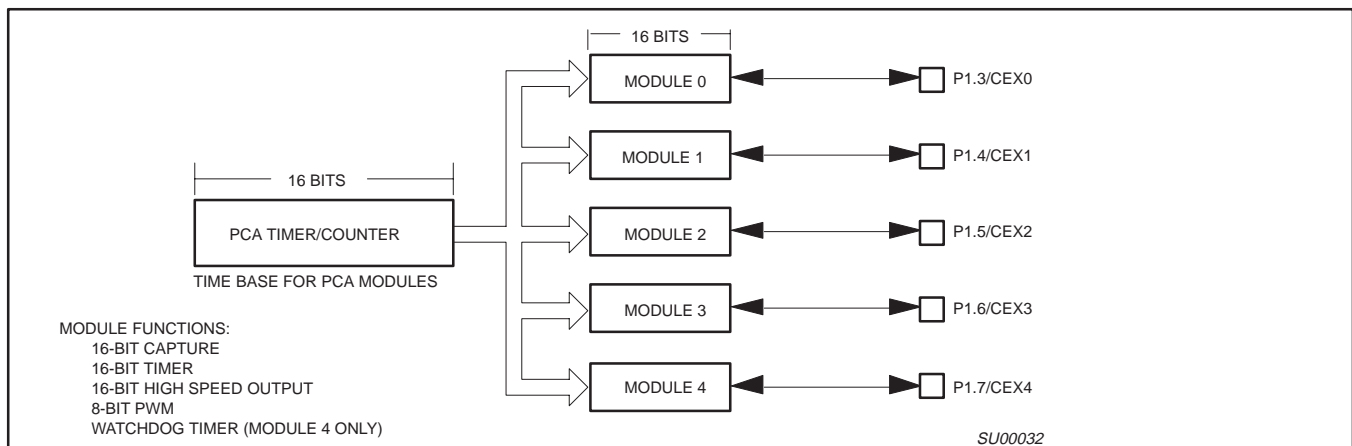 16 BITS
MODULE 0
P1.3/CEX0
MODULE 1
P1.4/CEX1
16 BITS
PCA TIMER/COUNTER
MODULE 2
P1.5/CEX2
TIME BASE FOR PCA MODULES
MODULE 3
P1.6/CEX3
MODULE FUNCTIONS:
16-BIT CAPTURE
16-BIT TIMER
16-BIT HIGH SPEED OUTPUT
8-BIT PWM
WATCHDOG TIMER (MODULE 4 ONLY)
MODULE 4
P1.7/CEX4
SU00032